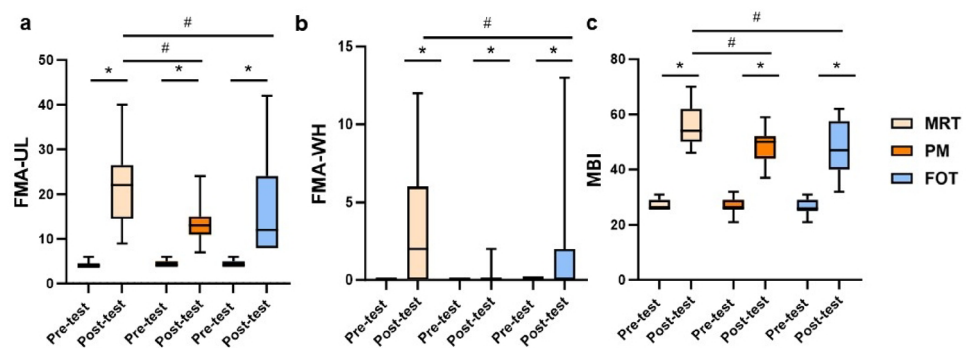 a
#
#
* * *
FMA-UL
50
40
30
20
10
0
Pre-test Post-test Pre-test Post-test Pre-test Post-test
b
#
* * *
FMA-WH
15
10
5
0
Pre-test Post-test Pre-test Post-test Pre-test Post-test
c
#
#
* * *
MBI
80
60
40
20
0
Pre-test Post-test Pre-test Post-test Pre-test Post-test
MRT
PM
FOT